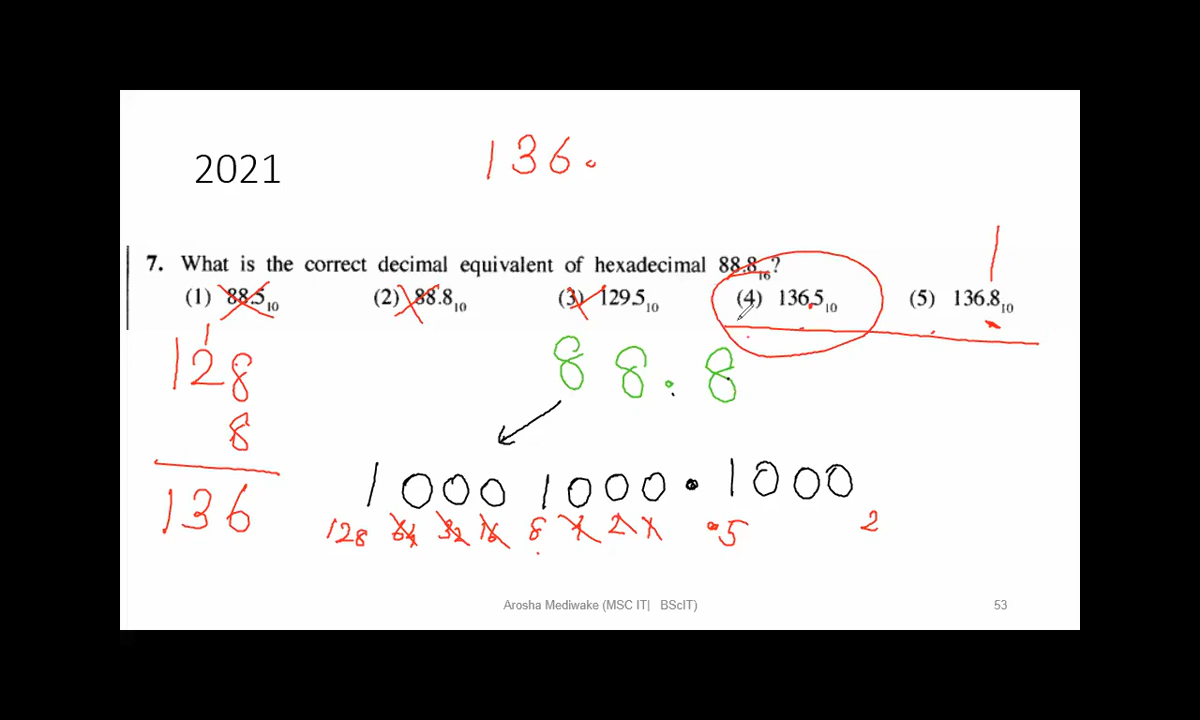 136.
2021
7. What is the correct decimal equivalent of hexadecimal 88.8₁₆?
(1) 88.5₁₀ (2) 88.8₁₀ (3) 129.5₁₀ (4) 136.5₁₀ (5) 136.8₁₀
1
1
128
8
136
88.8
1000 1000.1000
128 64 32 16 8 4 2 1 .5 2
Arosha Mediwake (MSC IT| BScIT)
53